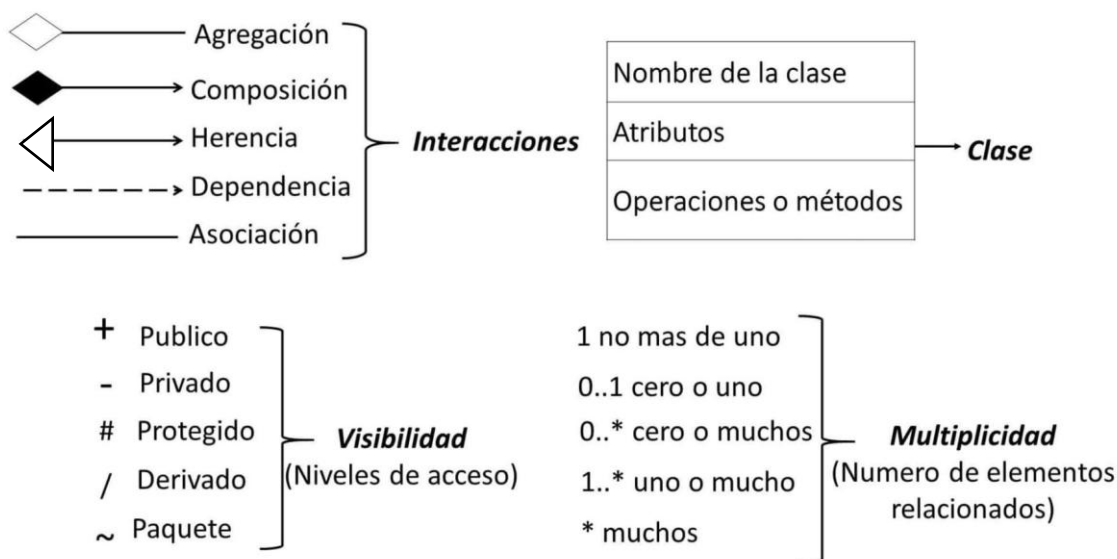 Agregación
Composición
Herencia
Dependencia
Asociación
Interacciones
Nombre de la clase
Atributos
Operaciones o métodos
Clase
+ Publico
- Privado
# Protegido
/ Derivado
~ Paquete
Visibilidad
(Niveles de acceso)
1 no mas de uno
0..1 cero o uno
0..* cero o muchos
1..* uno o mucho
* muchos
Multiplicidad
(Numero de elementos
relacionados)